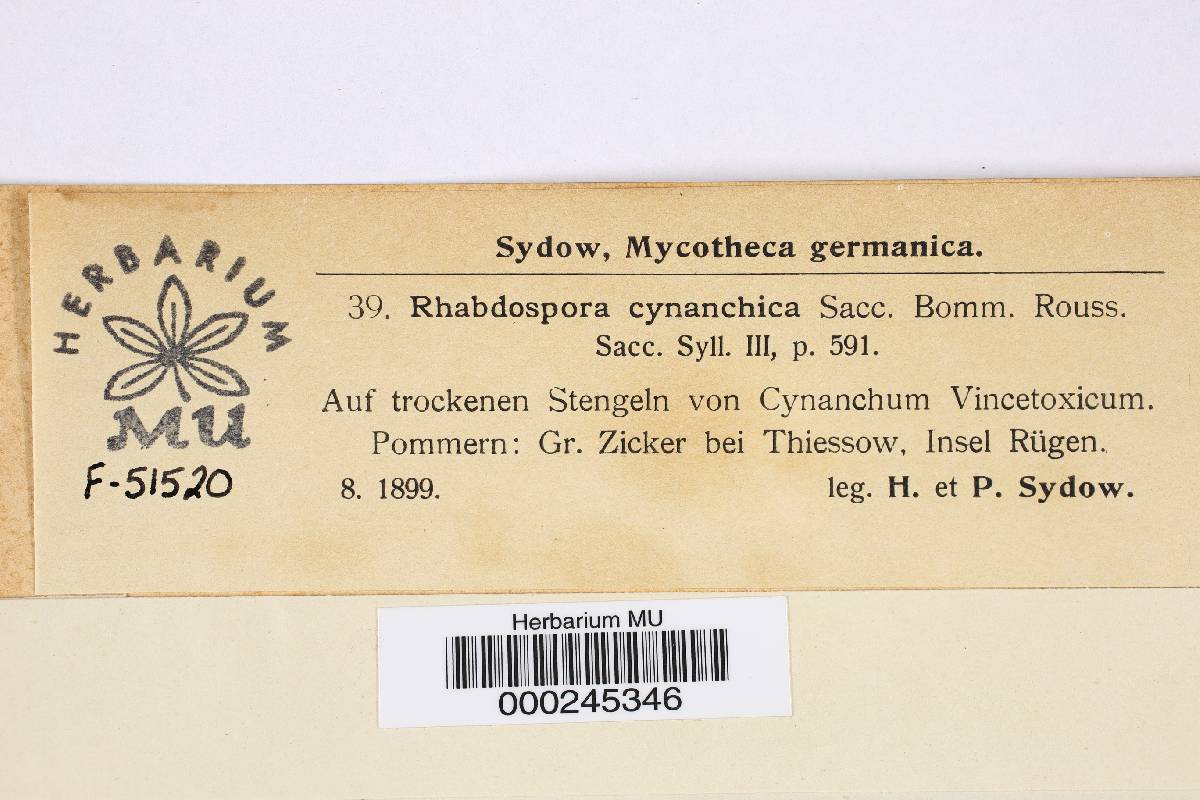 Sydow, Mycotheca germanica.
39. Rhabdospora cynanchica Sacc. Bomm. Rouss.
Sacc. Syll. III, p. 591.
Auf trockenen Stengeln von Cynanchum Vincetoxicum.
Pommern: Gr. Zicker bei Thiessow, Insel Rügen.
8. 1899. leg. H. et P. Sydow.
HERBARIUM
MU
F-51520
Herbarium MU
000245346